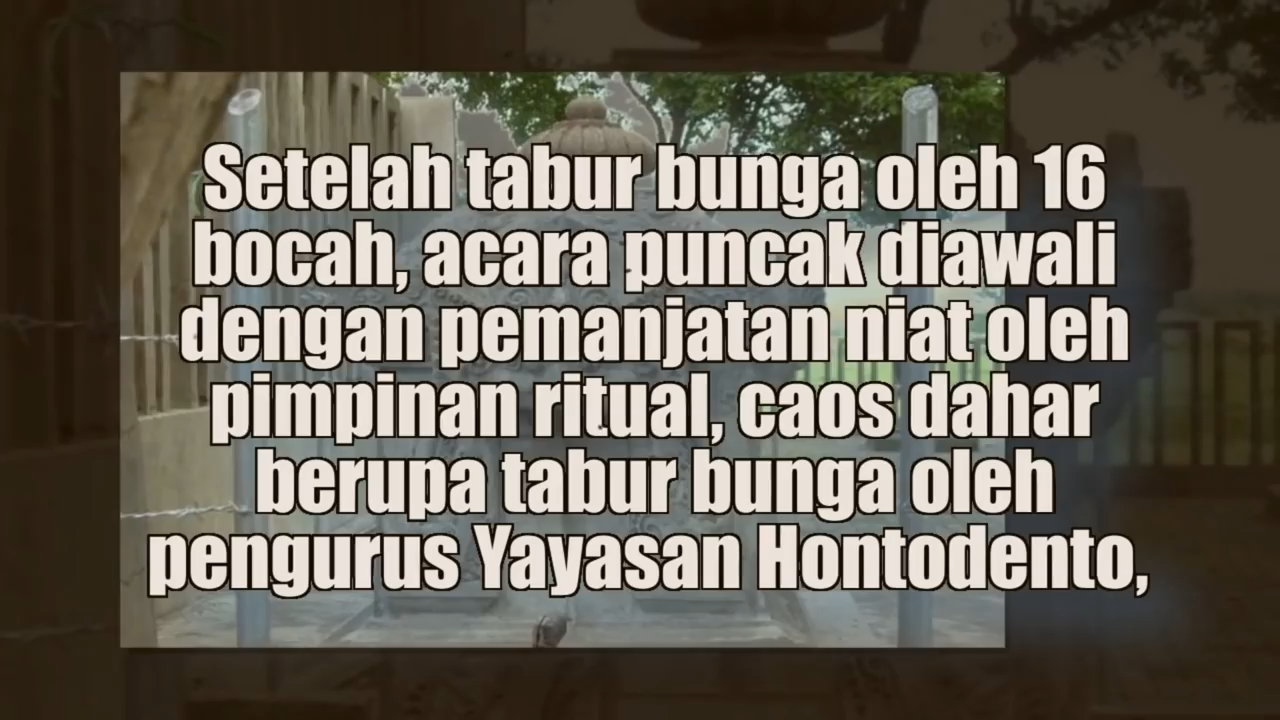 Setelah tabur bunga oleh 16
bocah, acara puncak diawali
dengan pemanjatan niat oleh
pimpinan ritual, caos dahar
berupa tabur bunga oleh
pengurus Yayasan Hontodento,